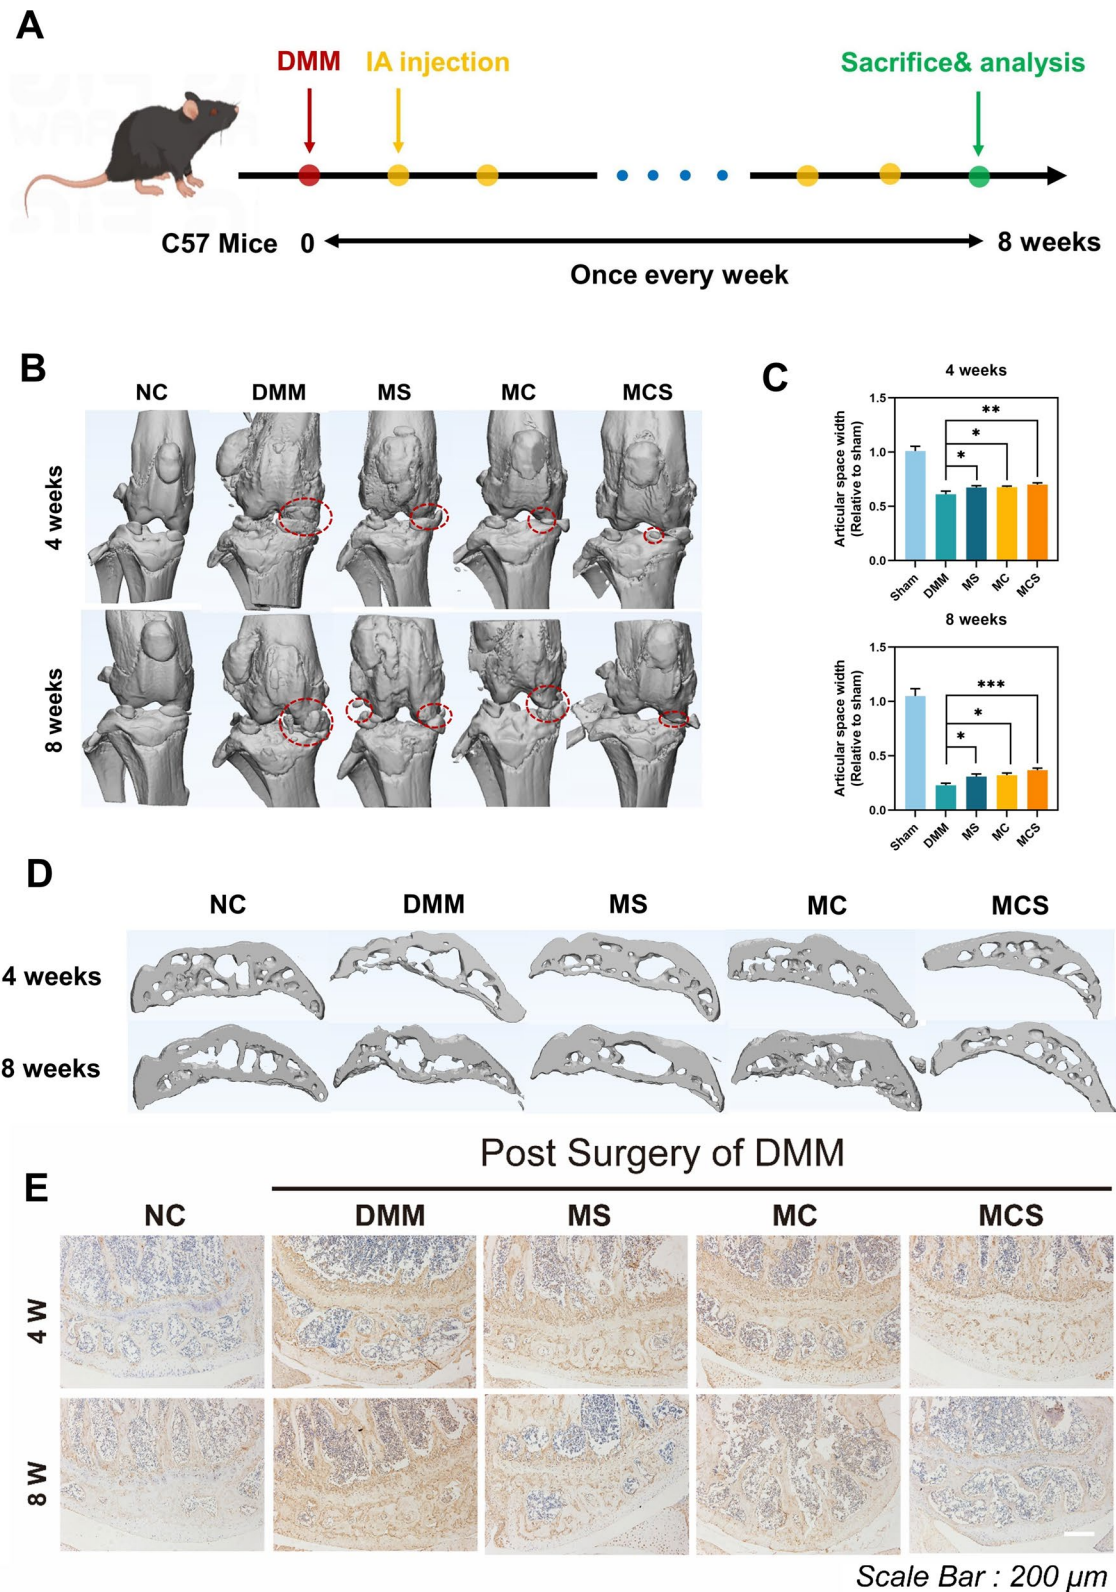 A
DMM IA injection Sacrifice& analysis
C57 Mice 0 8 weeks
Once every week
B
NC DMM MS MC MCS
4 weeks
8 weeks
C
4 weeks
Articular space width
(Relative to sham)
1.5
1.0
0.5
0.0
**
*
*
Sham DMM MS MC MCS
8 weeks
Articular space width
(Relative to sham)
1.5
1.0
0.5
0.0
***
*
*
Sham DMM MS MC MCS
D
NC DMM MS MC MCS
4 weeks
8 weeks
Post Surgery of DMM
E
NC DMM MS MC MCS
4 W
8 W
Scale Bar : 200 μm